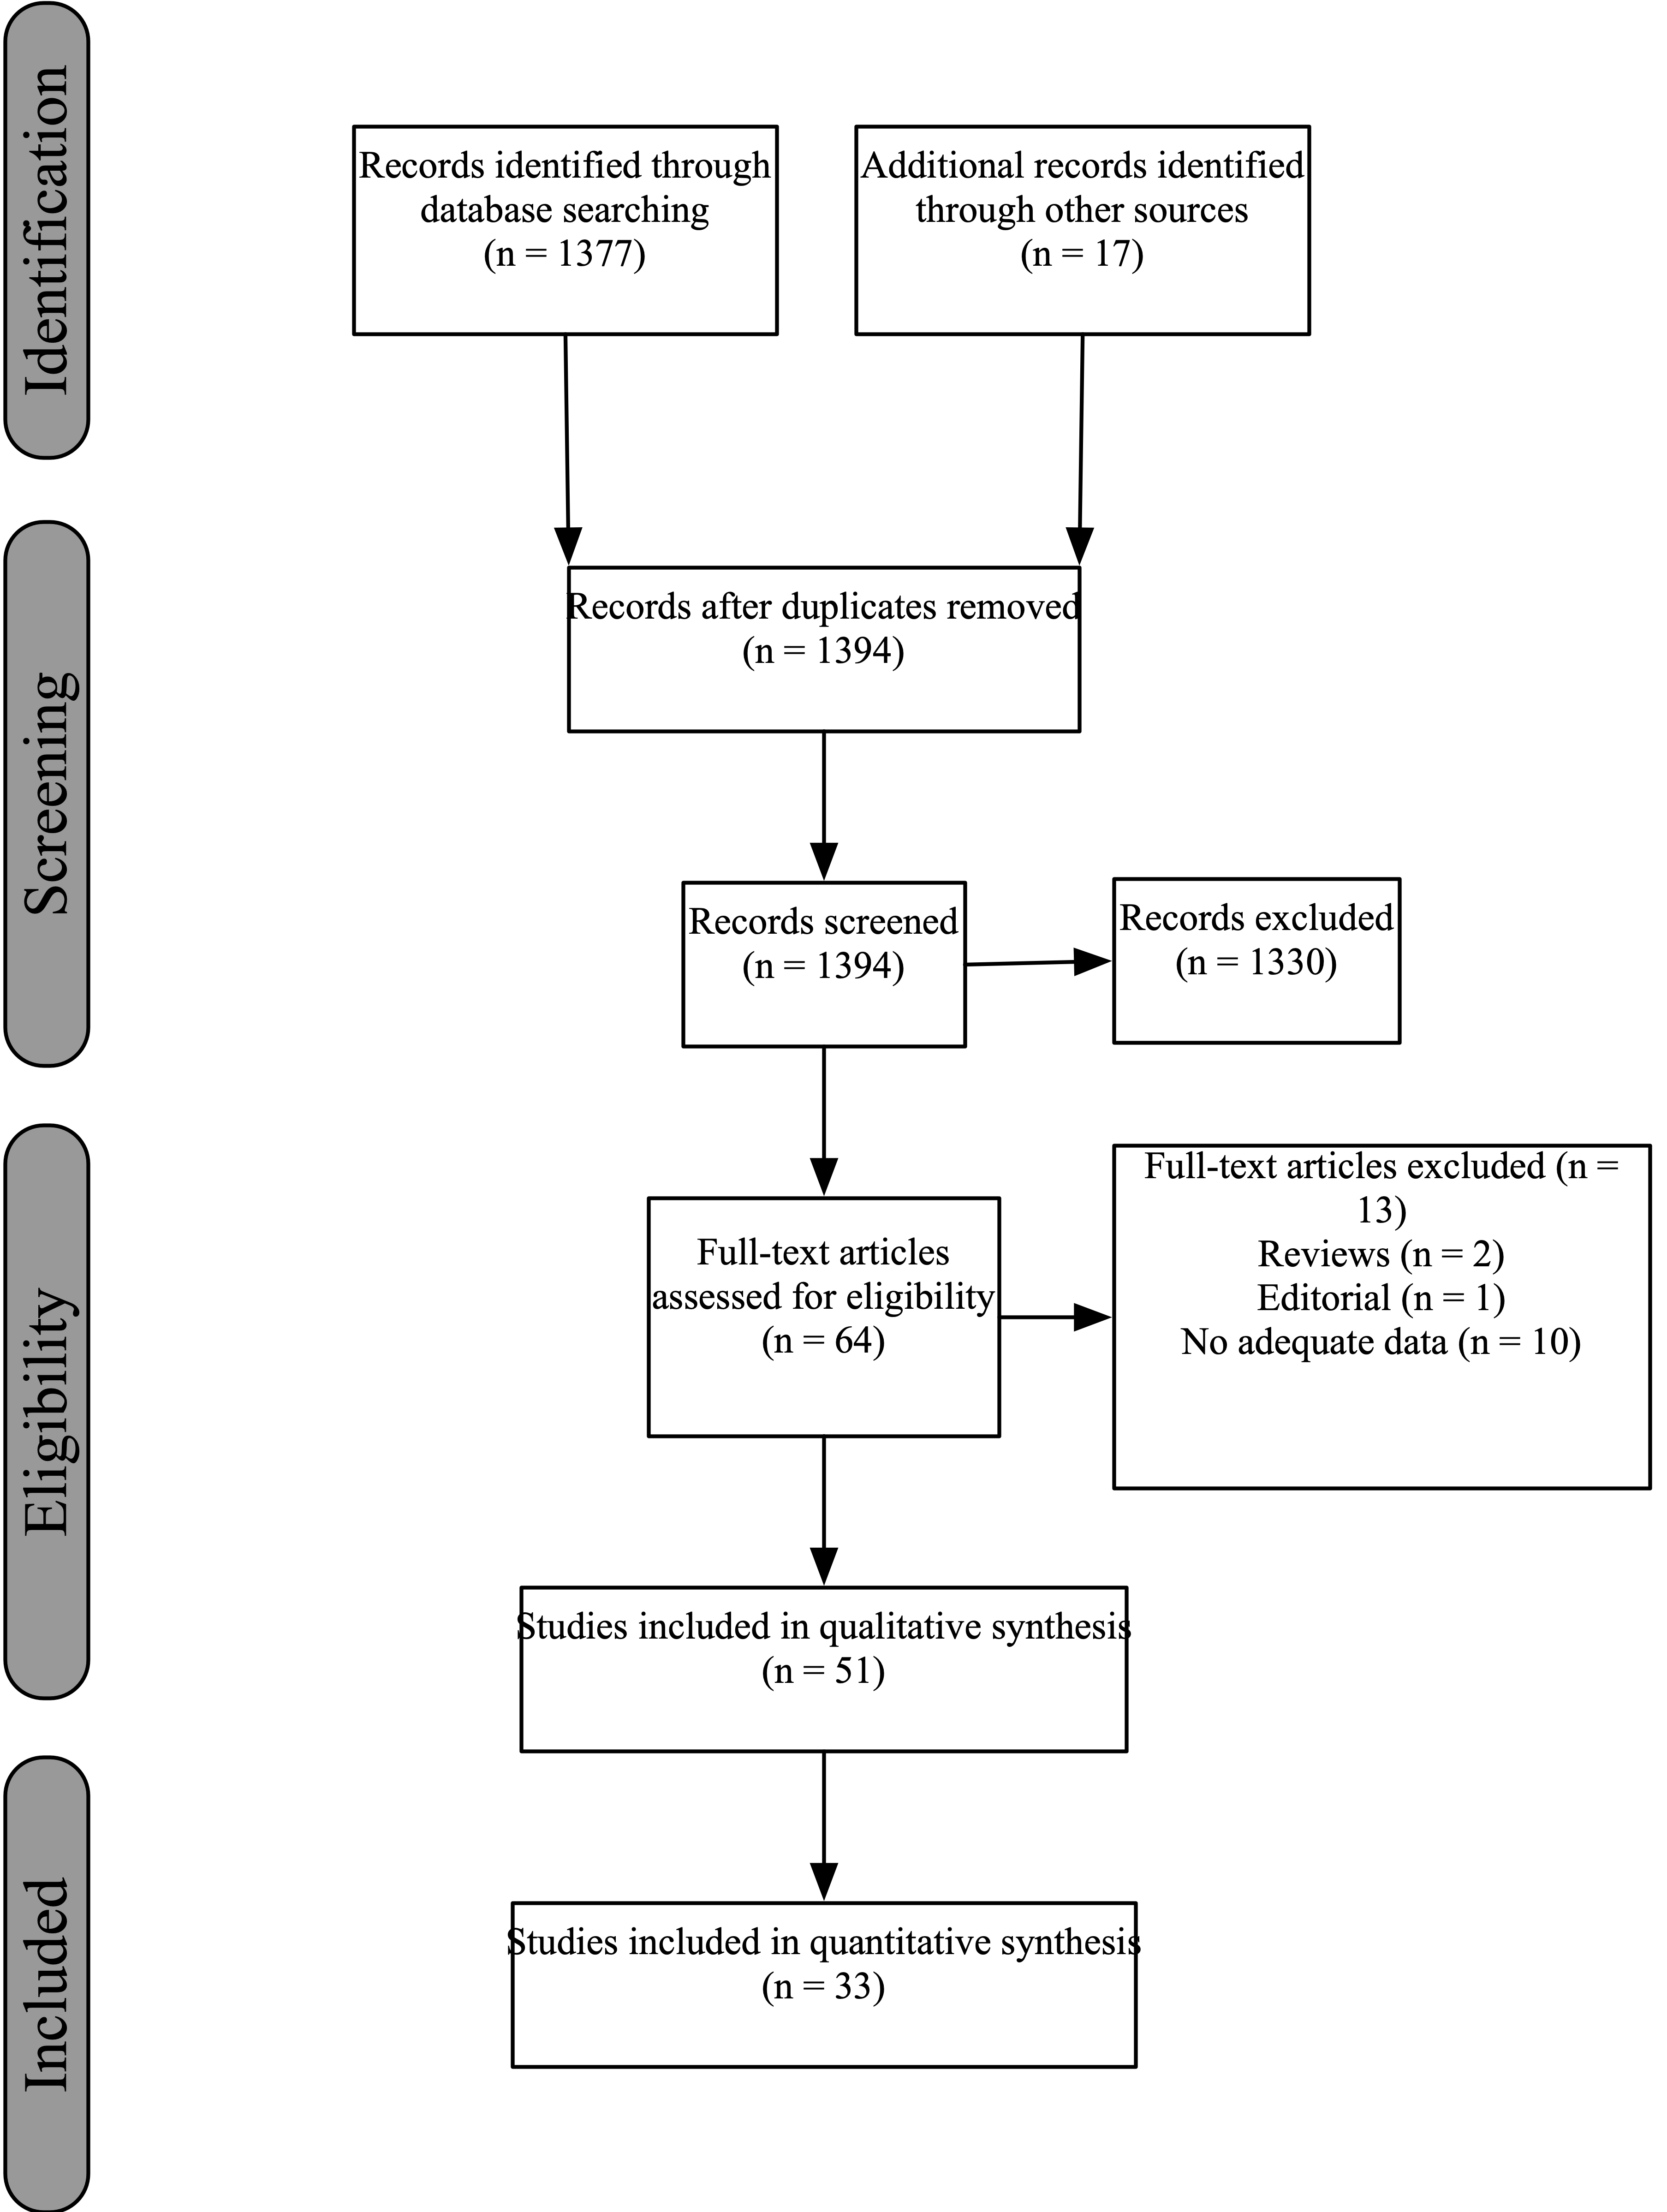 Identification
Records identified through
database searching
(n = 1377)
Additional records identified
through other sources
(n = 17)
Screening
Records after duplicates removed
(n = 1394)
Records screened
(n = 1394)
Records excluded
(n = 1330)
Eligibility
Full-text articles
assessed for eligibility
(n = 64)
Full-text articles excluded (n =
13)
Reviews (n = 2)
Editorial (n = 1)
No adequate data (n = 10)
Studies included in qualitative synthesis
(n = 51)
Included
Studies included in quantitative synthesis
(n = 33)